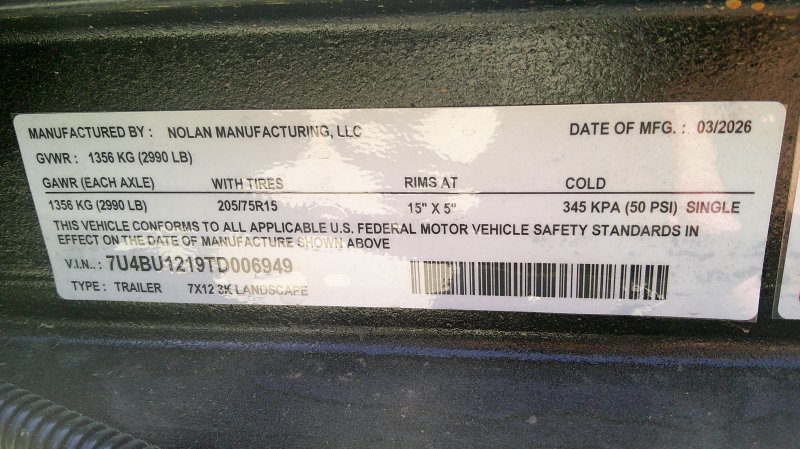 MANUFACTURED BY : NOLAN MANUFACTURING, LLC DATE OF MFG. : 03/2026
GVWR : 1356 KG (2990 LB)
GAWR (EACH AXLE) WITH TIRES RIMS AT COLD
1356 KG (2990 LB) 205/75R15 15" X 5" 345 KPA (50 PSI) SINGLE
THIS VEHICLE CONFORMS TO ALL APPLICABLE U.S. FEDERAL MOTOR VEHICLE SAFETY STANDARDS IN
EFFECT ON THE DATE OF MANUFACTURE SHOWN ABOVE
V.I.N.. : 7U4BU1219TD006949
TYPE : TRAILER 7X12 3K LANDSCAPE